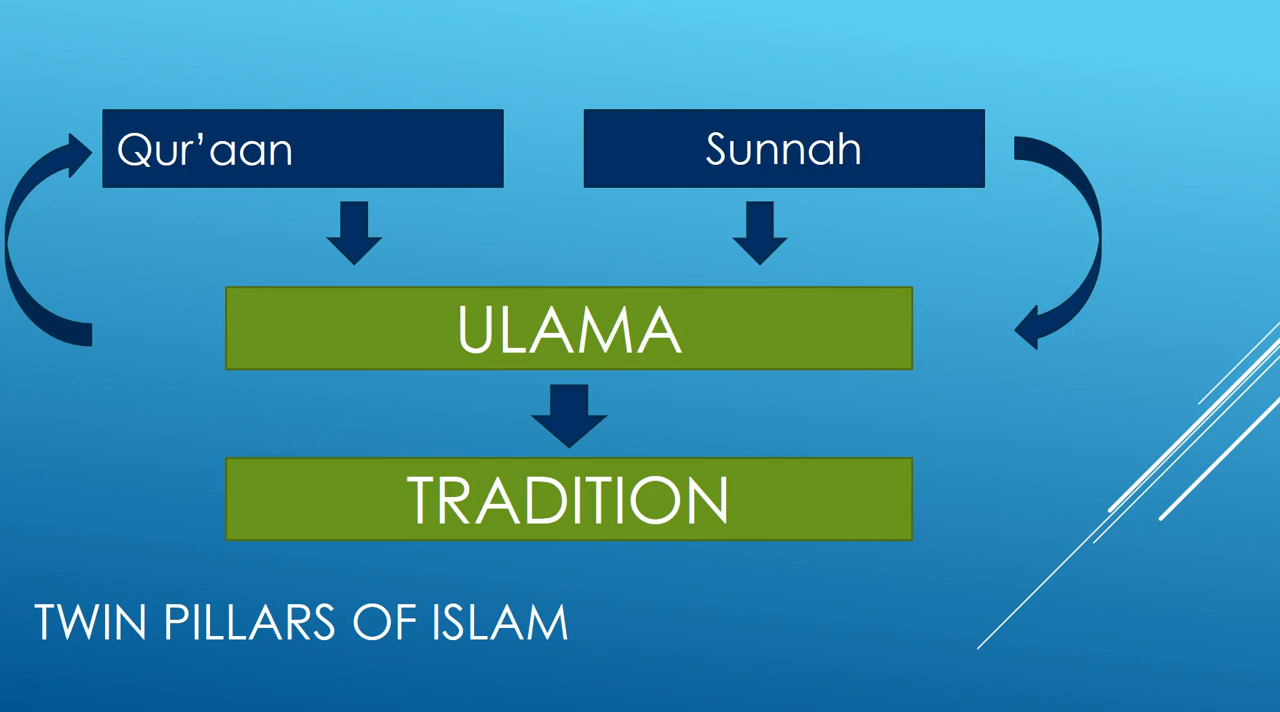 Qur’aan
Sunnah
ULAMA
TRADITION
TWIN PILLARS OF ISLAM